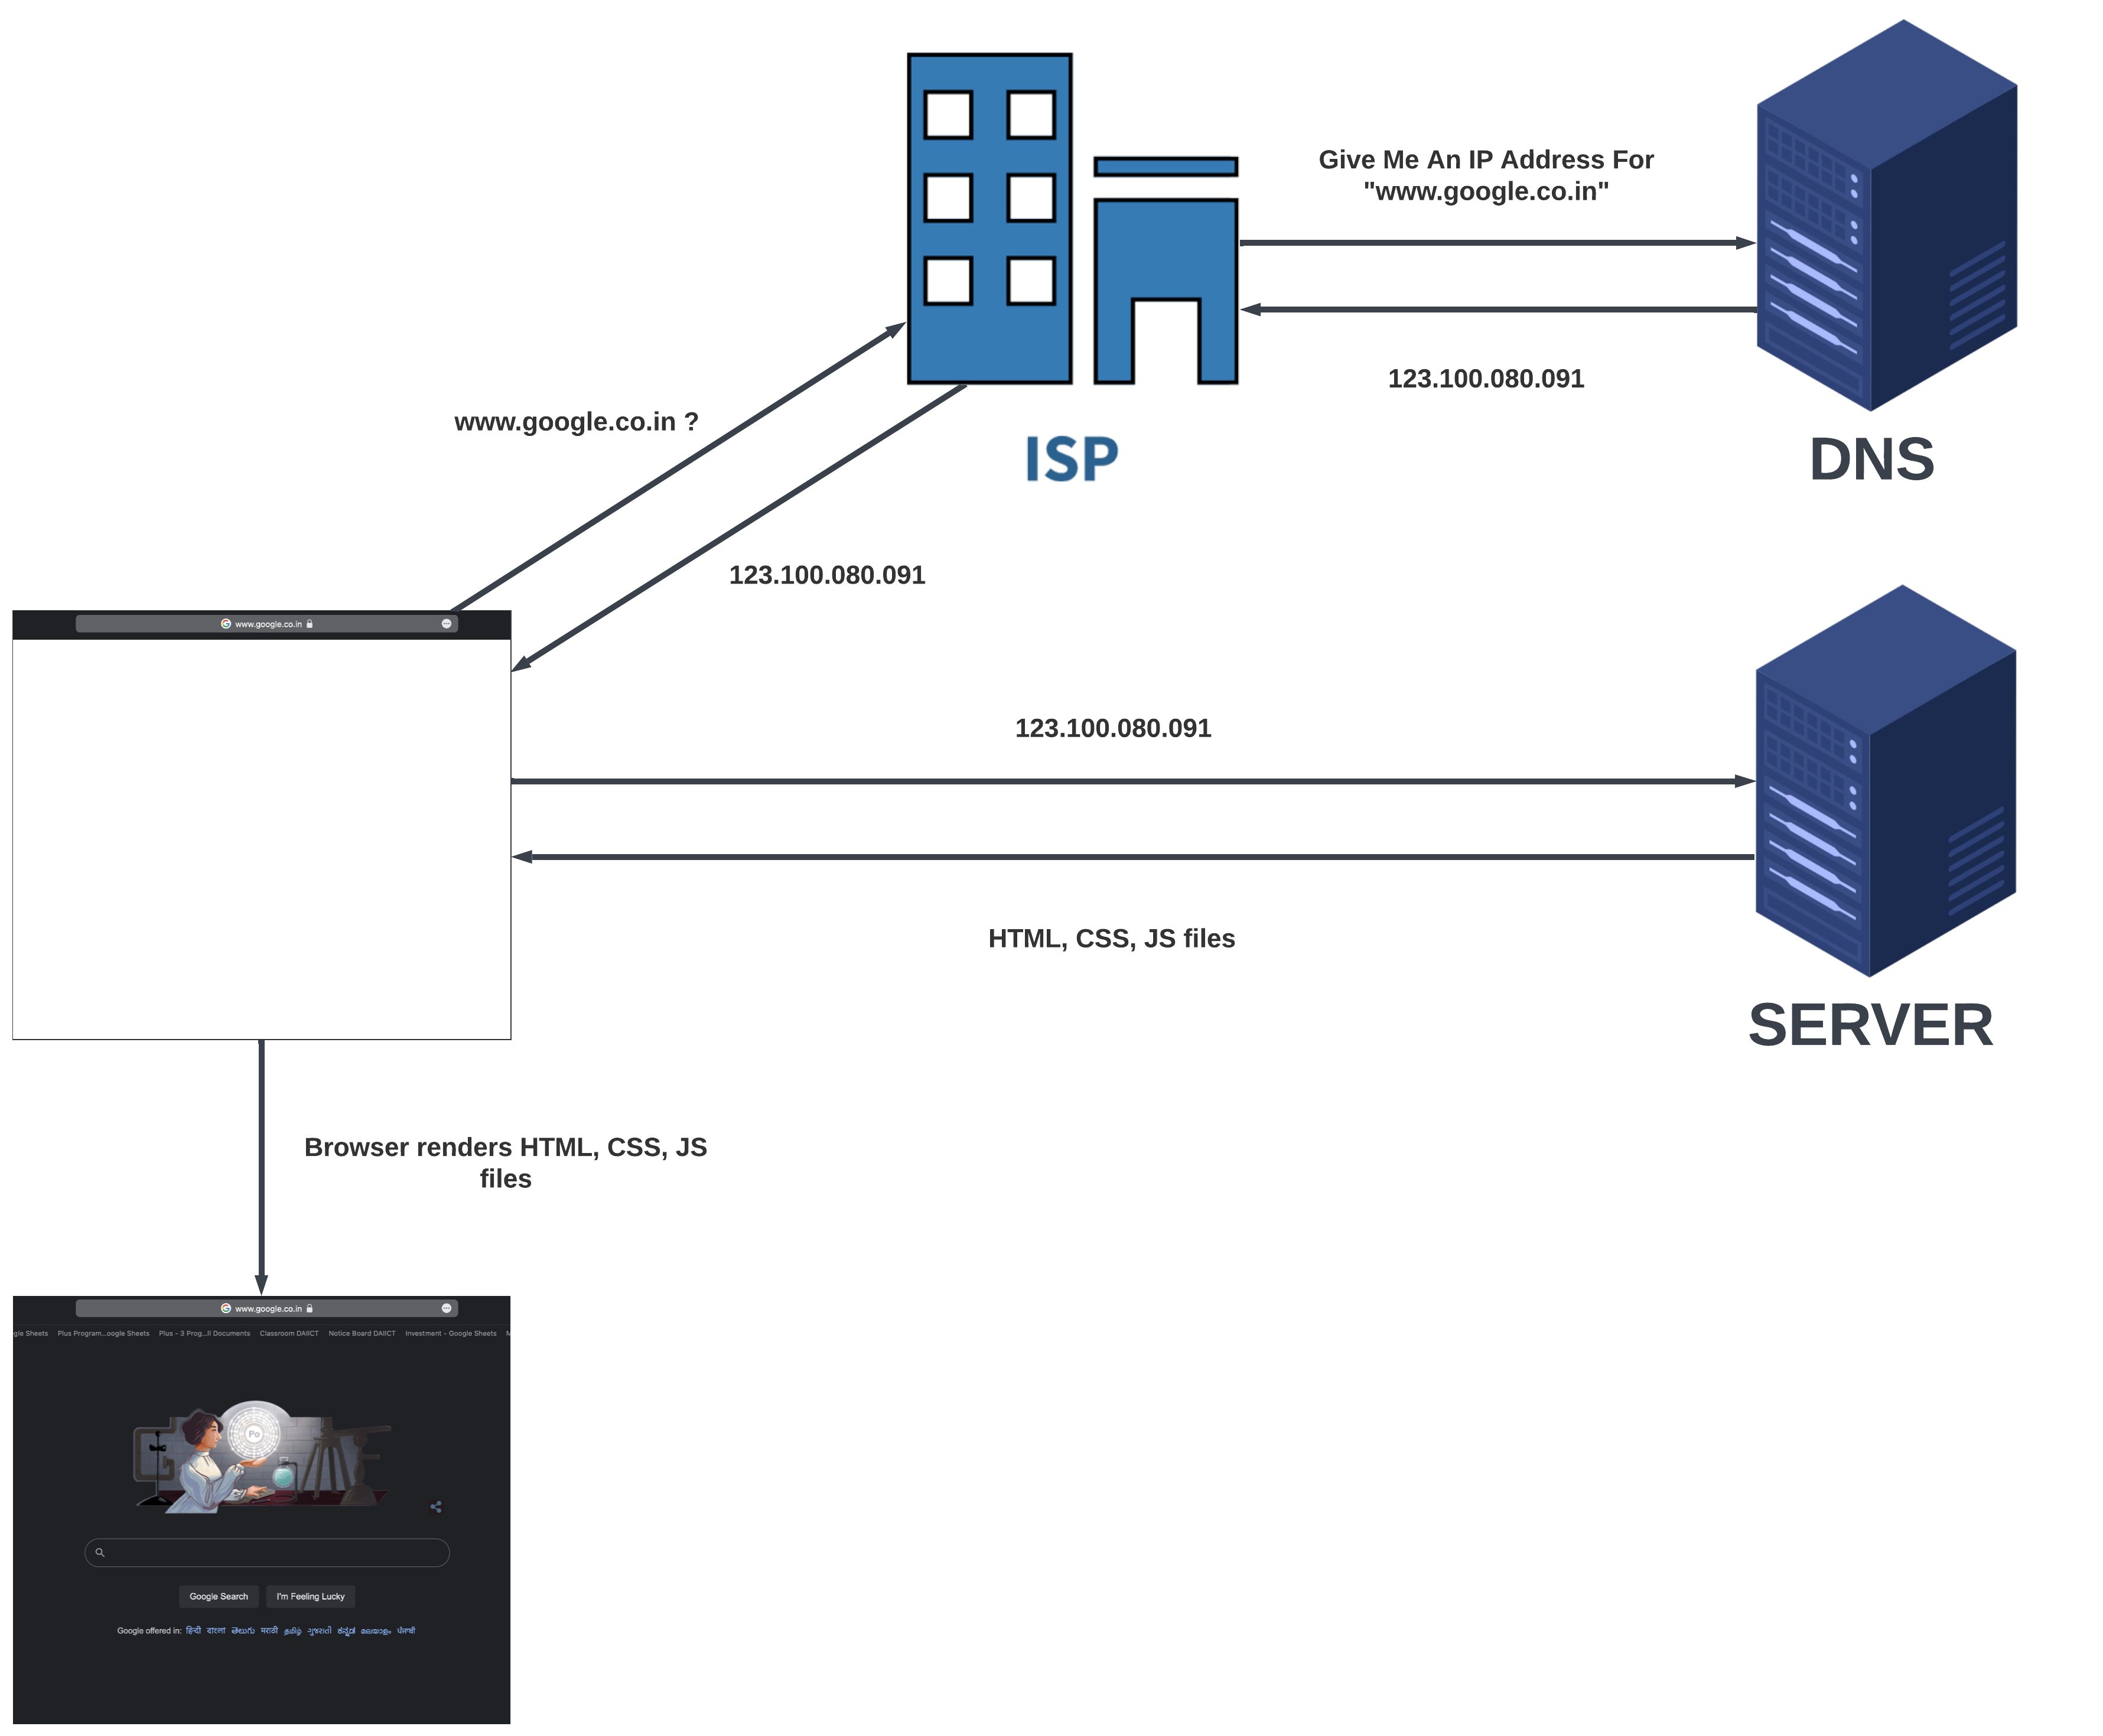 Give Me An IP Address For
"www.google.co.in"
123.100.080.091
www.google.co.in ?
ISP
DNS
123.100.080.091
www.google.co.in
123.100.080.091
HTML, CSS, JS files
SERVER
Browser renders HTML, CSS, JS
files
www.google.co.in
gle Sheets Plus Program...oogle Sheets Plus - 3 Prog...ll Documents Classroom DAIICT Notice Board DAIICT Investment - Google Sheets M
Pa
G
Google Search I'm Feeling Lucky
Google offered in: हिन्दी বাংলা తెలుగు मराठी தமிழ் ગુજરાતી ಕನ್ನಡ മലയാളം ਪੰਜਾਬੀ